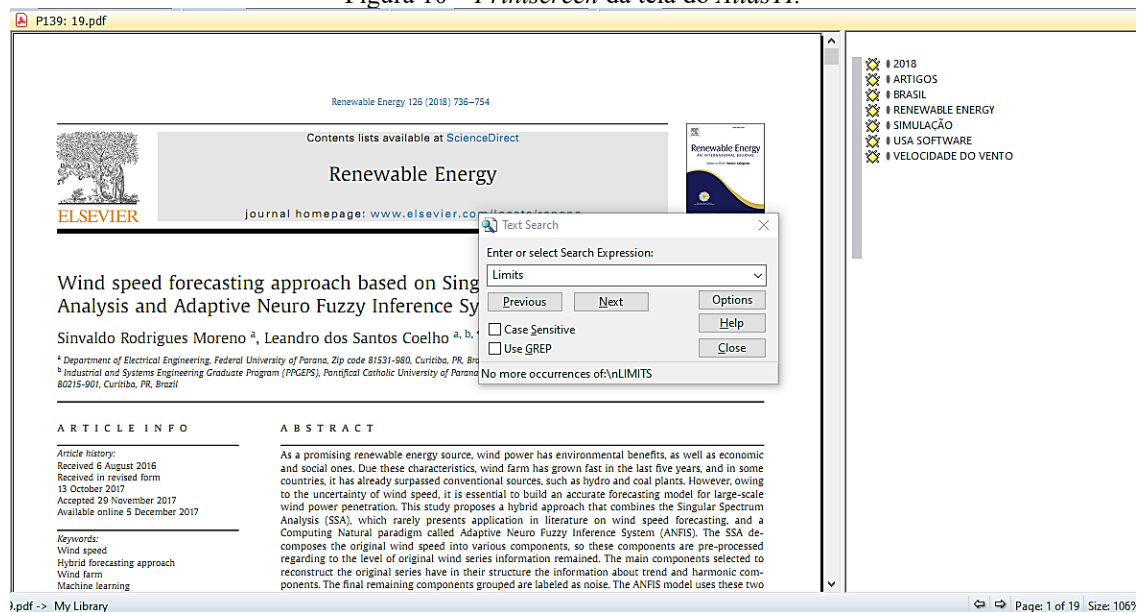 Figura 10 – Printscreen da tela do AtlasTI.
P139: 19.pdf
Renewable Energy 126 (2018) 736–754
Contents lists available at ScienceDirect
Renewable Energy
journal homepage: www.elsevier.com/locate/renene
ELSEVIER
Renewable Energy
AN INTERNATIONAL JOURNAL
Wind speed forecasting approach based on Sing
Analysis and Adaptive Neuro Fuzzy Inference Sy
Sinvaldo Rodrigues Moreno a, Leandro dos Santos Coelho a, b,
a Department of Electrical Engineering, Federal University of Parana, Zip code 81531-980, Curitiba, PR, Bra
b Industrial and Systems Engineering Graduate Program (PPGEPS), Pontifical Catholic University of Parana
80215-901, Curitiba, PR, Brazil
ARTICLE INFO
Article history:
Received 6 August 2016
Received in revised form
13 October 2017
Accepted 29 November 2017
Available online 5 December 2017
Keywords:
Wind speed
Hybrid forecasting approach
Wind farm
Machine learning
ABSTRACT
As a promising renewable energy source, wind power has environmental benefits, as well as economic
and social ones. Due these characteristics, wind farm has grown fast in the last five years, and in some
countries, it has already surpassed conventional sources, such as hydro and coal plants. However, owing
to the uncertainty of wind speed, it is essential to build an accurate forecasting model for large-scale
wind power penetration. This study proposes a hybrid approach that combines the Singular Spectrum
Analysis (SSA), which rarely presents application in literature on wind speed forecasting, and a
Computing Natural paradigm called Adaptive Neuro Fuzzy Inference System (ANFIS). The SSA de-
composes the original wind speed into various components, so these components are pre-processed
regarding to the level of original wind series information remained. The main components selected to
reconstruct the original series have in their structure the information about trend and harmonic com-
ponents. The final remaining components grouped are labeled as noise. The ANFIS model uses these two
Text Search
Enter or select Search Expression:
Limits
Previous
Next
Options
Case Sensitive
Help
Use GREP
Close
No more occurrences of:\nLIMITS
2018
ARTIGOS
BRASIL
RENEWABLE ENERGY
SIMULAÇÃO
USA SOFTWARE
VELOCIDADE DO VENTO
9.pdf -> My Library
Page: 1 of 19 Size: 106%